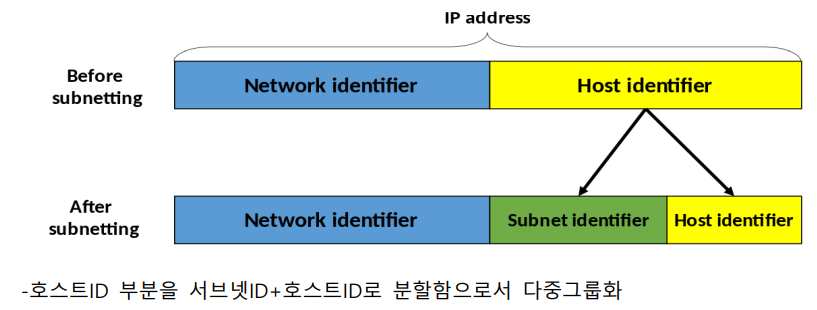 IP address
Before
subnetting
Network identifier
Host identifier
After
subnetting
Network identifier
Subnet identifier
Host identifier
-호스트ID 부분을 서브넷ID+호스트ID로 분할함으로서 다중그룹화